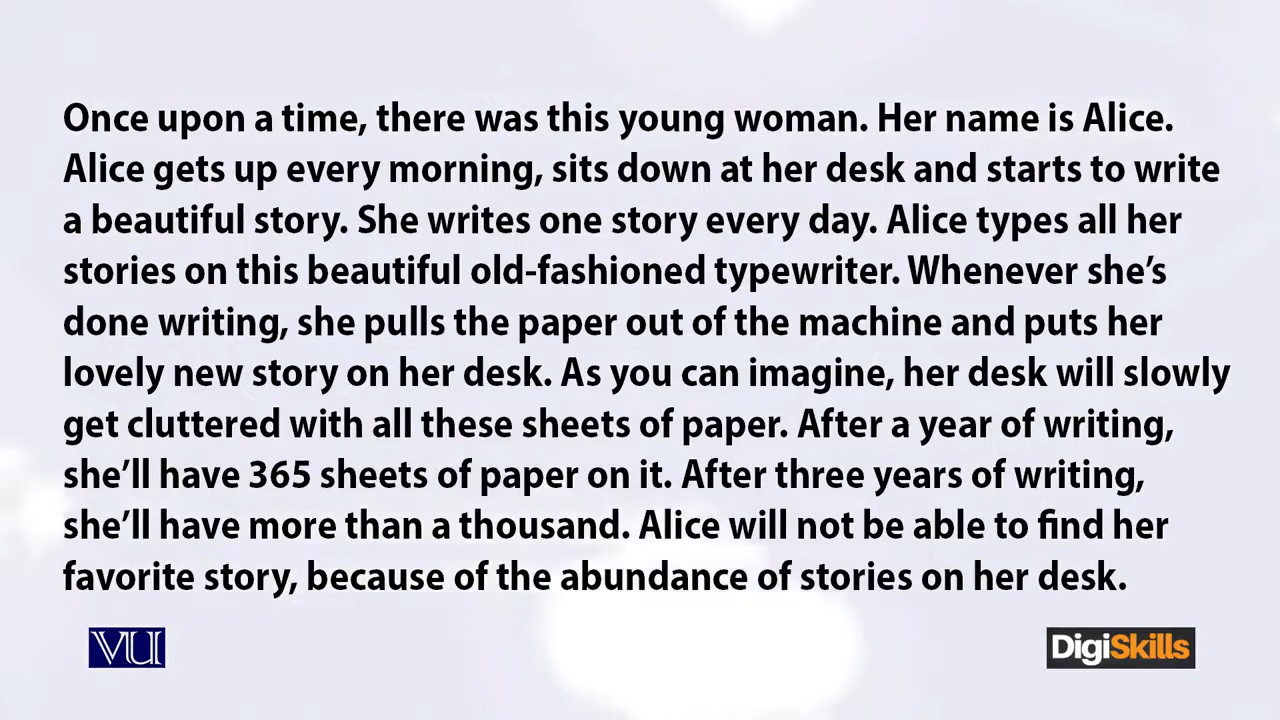 Once upon a time, there was this young woman. Her name is Alice.
Alice gets up every morning, sits down at her desk and starts to write
a beautiful story. She writes one story every day. Alice types all her
stories on this beautiful old-fashioned typewriter. Whenever she’s
done writing, she pulls the paper out of the machine and puts her
lovely new story on her desk. As you can imagine, her desk will slowly
get cluttered with all these sheets of paper. After a year of writing,
she’ll have 365 sheets of paper on it. After three years of writing,
she’ll have more than a thousand. Alice will not be able to find her
favorite story, because of the abundance of stories on her desk.
VU
DigiSkills